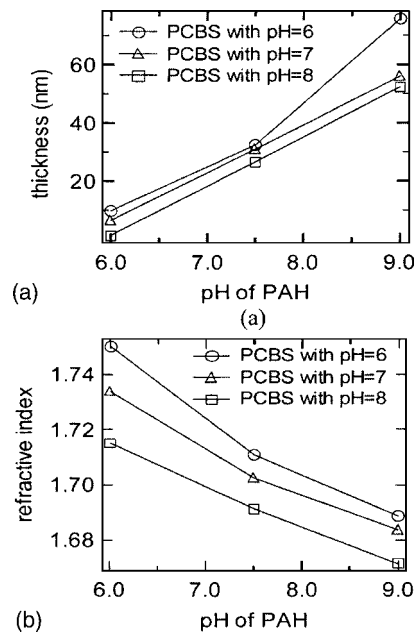 PCBS with pH=6
PCBS with pH=7
PCBS with pH=8
thickness (nm)
60
40
20
6.0 7.0 8.0 9.0
(a) pH of PAH
(a)
PCBS with pH=6
PCBS with pH=7
PCBS with pH=8
refractive index
1.74
1.72
1.70
1.68
6.0 7.0 8.0 9.0
(b) pH of PAH